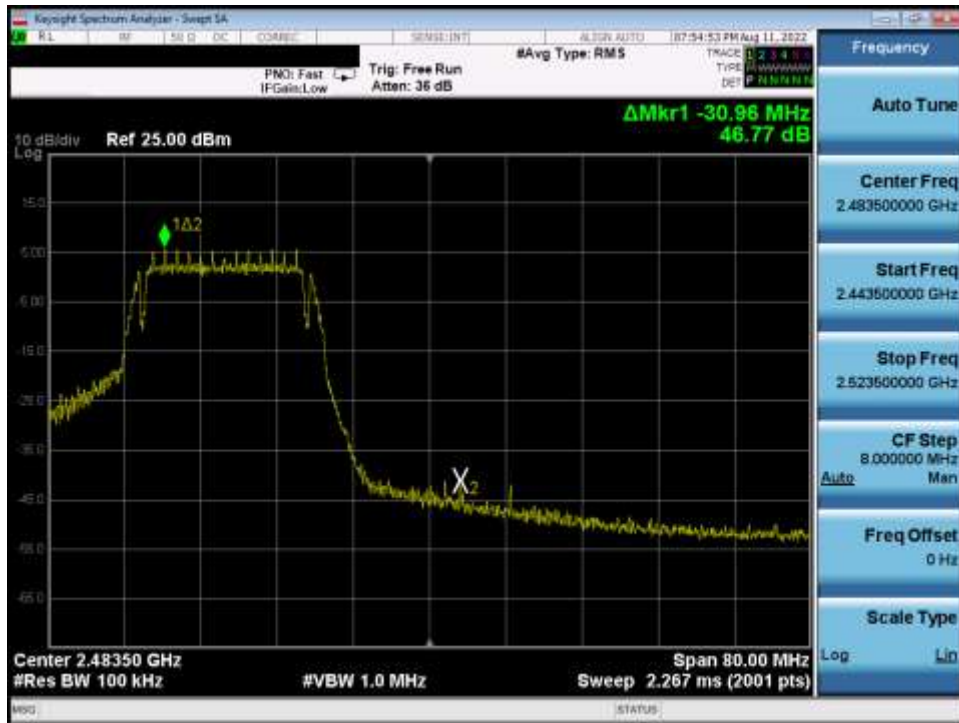 Keysight Spectrum Analyzer - Swept SA
RL RF 50 Ω DC CORREC SENSE:INT ALIGN AUTO 07:54:53 PM Aug 11, 2022
Frequency
#Avg Type: RMS
TRACE 1 2 3 4 5 6
PNO: Fast Trig: Free Run
TYPE
IFGain:Low Atten: 36 dB
DET P N N N N N
Auto Tune
ΔMkr1 -30.96 MHz
46.77 dB
10 dB/div Ref 25.00 dBm
Log
15.0
5.00
-5.00
-15.0
-25.0
-35.0
-45.0
-55.0
-65.0
1Δ2
2
Center Freq
2.483500000 GHz
Start Freq
2.443500000 GHz
Stop Freq
2.523500000 GHz
CF Step
8.000000 MHz
Auto Man
Freq Offset
0 Hz
Scale Type
Log Lin
Center 2.48350 GHz Span 80.00 MHz
#Res BW 100 kHz #VBW 1.0 MHz Sweep 2.267 ms (2001 pts)
MSG STATUS